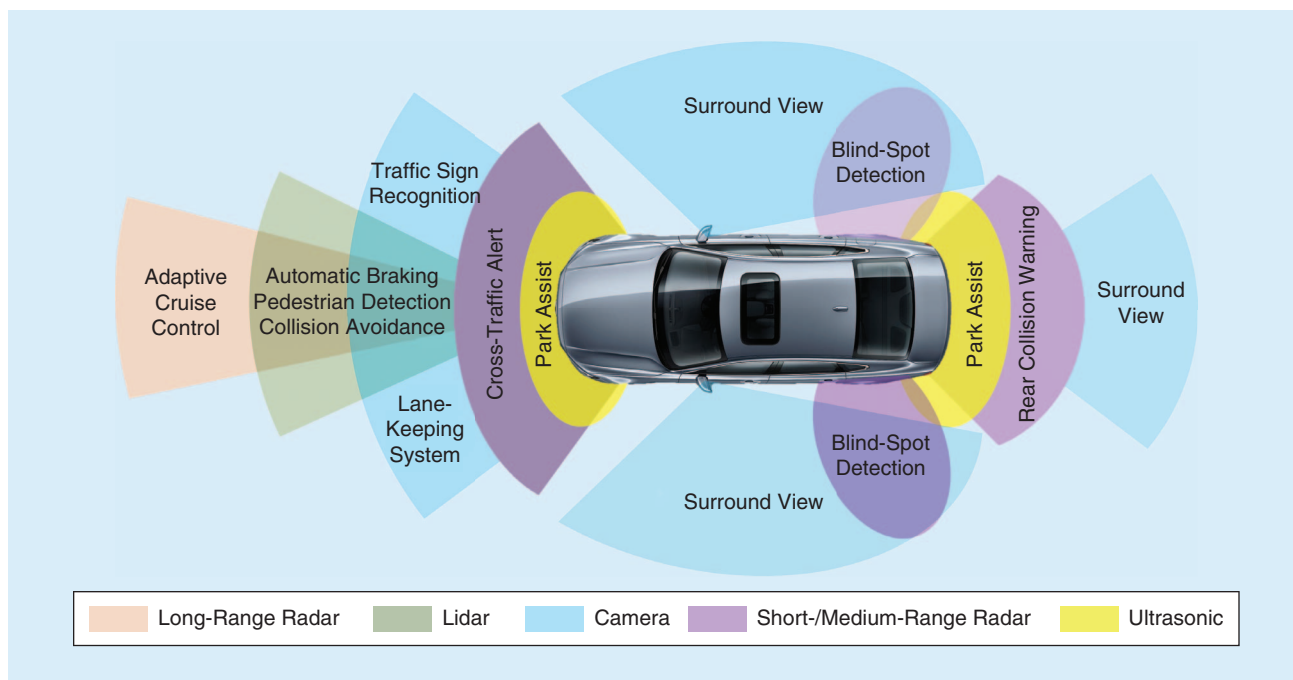 Surround View
Blind-Spot
Detection
Traffic Sign
Recognition
Adaptive
Cruise
Control
Automatic Braking
Pedestrian Detection
Collision Avoidance
Cross-Traffic Alert
Park Assist
Park Assist
Rear Collision Warning
Surround
View
Lane-
Keeping
System
Blind-Spot
Detection
Surround View
Long-Range Radar
Lidar
Camera
Short-/Medium-Range Radar
Ultrasonic